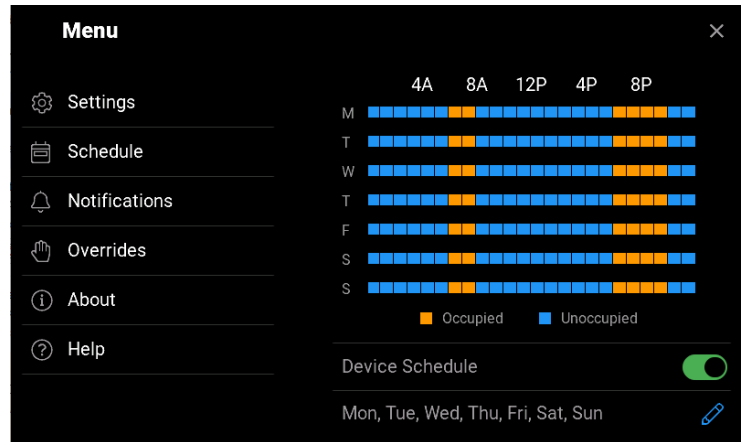 Menu
Settings
Schedule
Notifications
Overrides
About
Help
4A 8A 12P 4P 8P
M
T
W
T
F
S
S
Occupied Unoccupied
Device Schedule
Mon, Tue, Wed, Thu, Fri, Sat, Sun